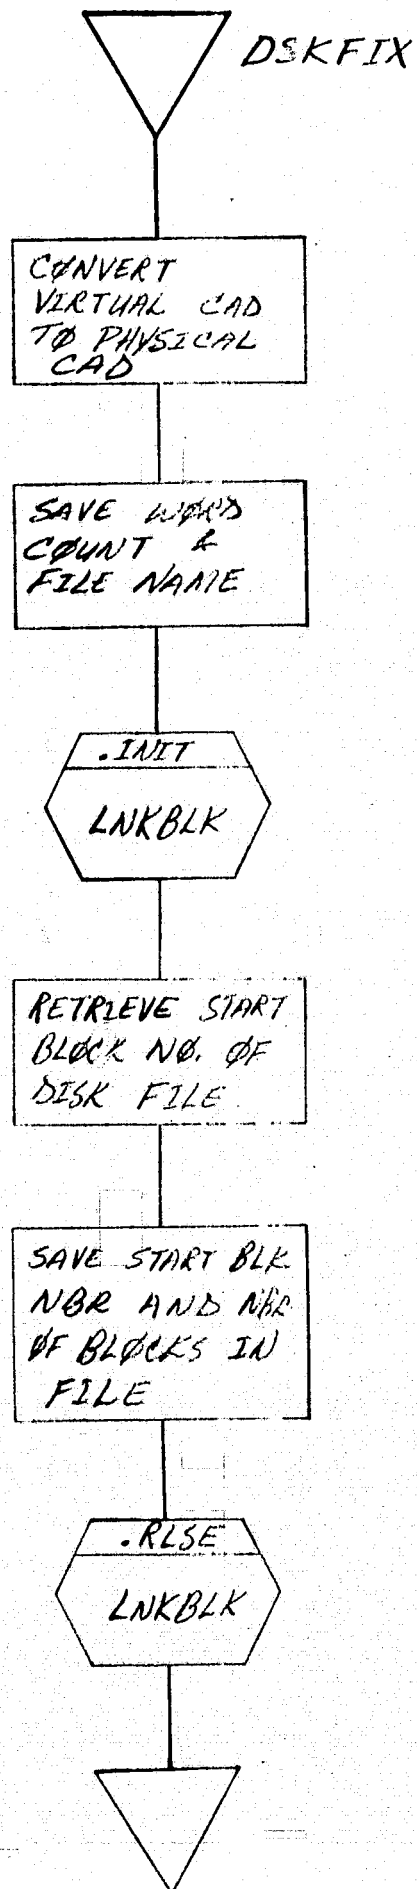 DSKFIX
CØNVERT
VIRTUAL CAD
TØ PHYSICAL
CAD
SAVE WØRD
CØUNT &
FILE NAME
.INIT
LNKBLK
RETRIEVE START
BLØCK NØ. ØF
DISK FILE
SAVE START BLK
NBR AND NBR
ØF BLØCKS IN
FILE
.RLSE
LNKBLK